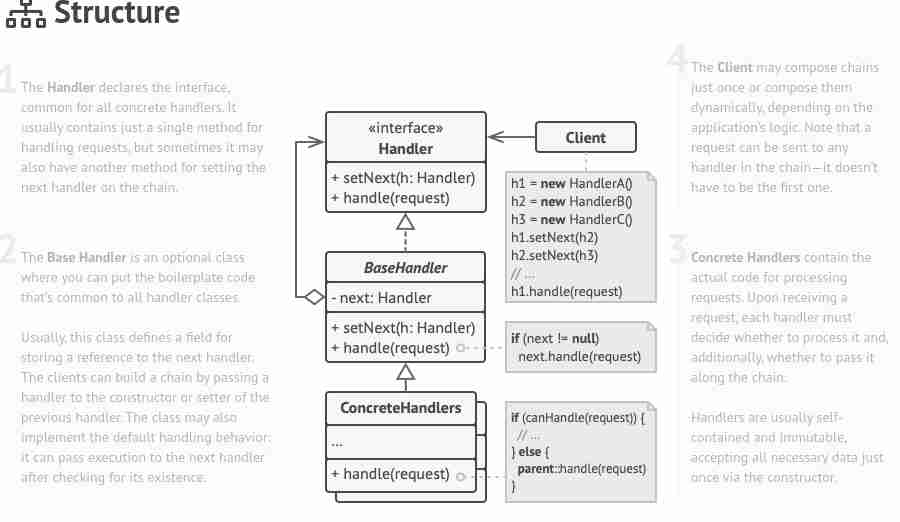 Structure
1
The Handler declares the interface,
common for all concrete handlers. It
usually contains just a single method for
handling requests, but sometimes it may
also have another method for setting the
next handler on the chain.
2
The Base Handler is an optional class
where you can put the boilerplate code
that's common to all handler classes.
Usually, this class defines a field for
storing a reference to the next handler.
The clients can build a chain by passing a
handler to the constructor or setter of the
previous handler. The class may also
implement the default handling behavior:
it can pass execution to the next handler
after checking for its existence.
«interface»
Handler
+ setNext(h: Handler)
+ handle(request)
BaseHandler
- next: Handler
+ setNext(h: Handler)
+ handle(request)
ConcreteHandlers
...
+ handle(request)
Client
h1 = new HandlerA()
h2 = new HandlerB()
h3 = new HandlerC()
h1.setNext(h2)
h2.setNext(h3)
// ...
h1.handle(request)
if (next != null)
next.handle(request)
if (canHandle(request)) {
// ...
} else {
parent::handle(request)
}
4
The Client may compose chains
just once or compose them
dynamically, depending on the
application's logic. Note that a
request can be sent to any
handler in the chain—it doesn't
have to be the first one.
3
Concrete Handlers contain the
actual code for processing
requests. Upon receiving a
request, each handler must
decide whether to process it and,
additionally, whether to pass it
along the chain.
Handlers are usually self-
contained and immutable,
accepting all necessary data just
once via the constructor.